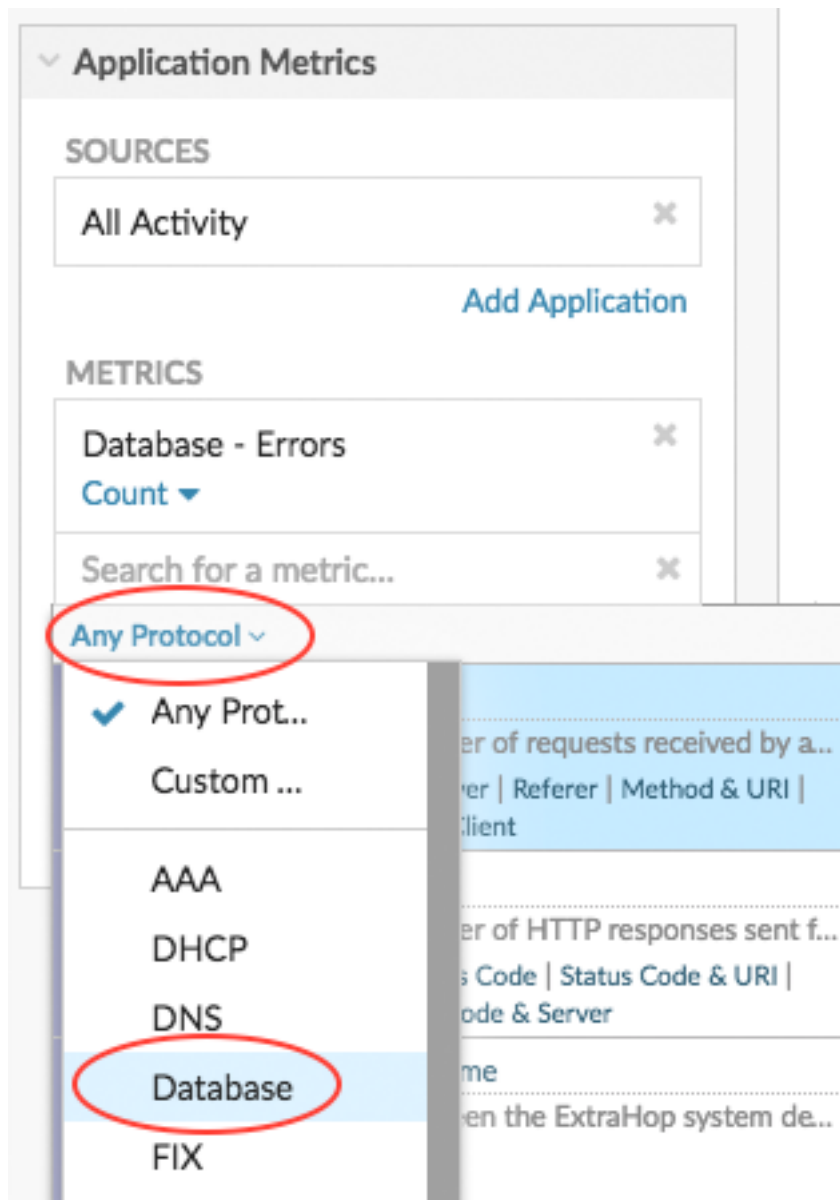 Application Metrics
SOURCES
All Activity
Add Application
METRICS
Database - Errors
Count
Search for a metric...
Any Protocol
Any Prot...
Custom ...
AAA
DHCP
DNS
Database
FIX
er of requests received by a...
er | Referer | Method & URI |
Client
er of HTTP responses sent f...
s Code | Status Code & URI |
ode & Server
me
en the ExtraHop system de...